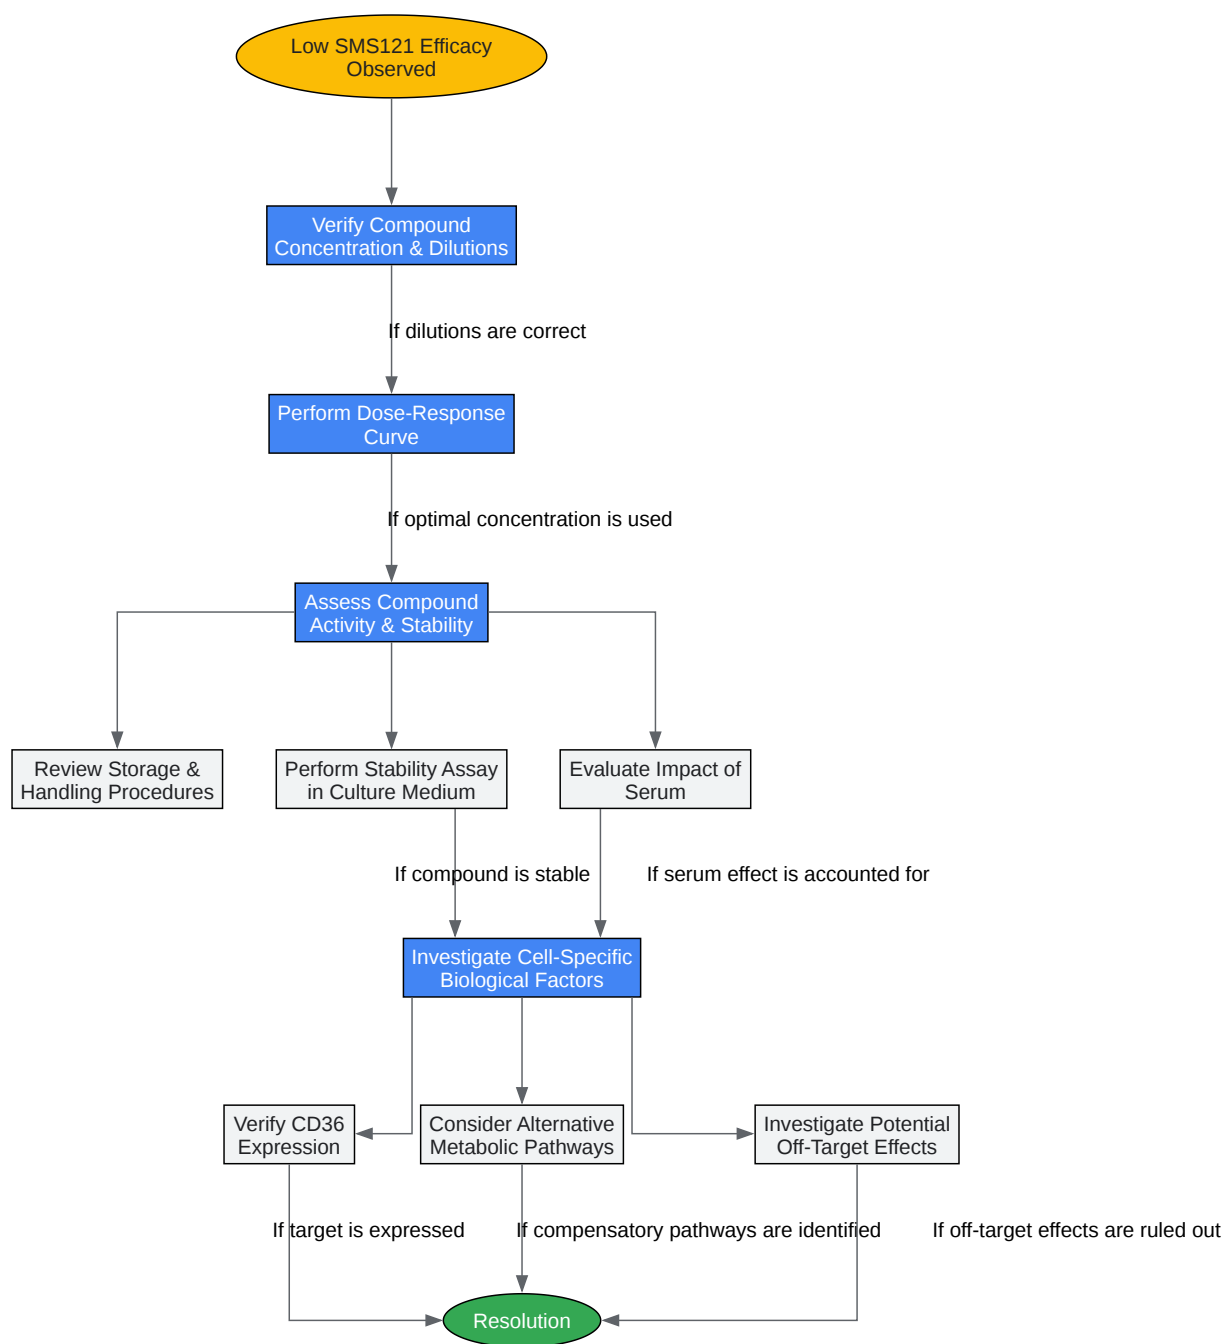 Low SMS121 Efficacy
Observed
Verify Compound
Concentration & Dilutions
If dilutions are correct
Perform Dose-Response
Curve
If optimal concentration is used
Assess Compound
Activity & Stability
Review Storage &
Handling Procedures
Perform Stability Assay
in Culture Medium
Evaluate Impact of
Serum
If compound is stable
If serum effect is accounted for
Investigate Cell-Specific
Biological Factors
Verify CD36
Expression
Consider Alternative
Metabolic Pathways
Investigate Potential
Off-Target Effects
If target is expressed
If compensatory pathways are identified
If off-target effects are ruled out
Resolution